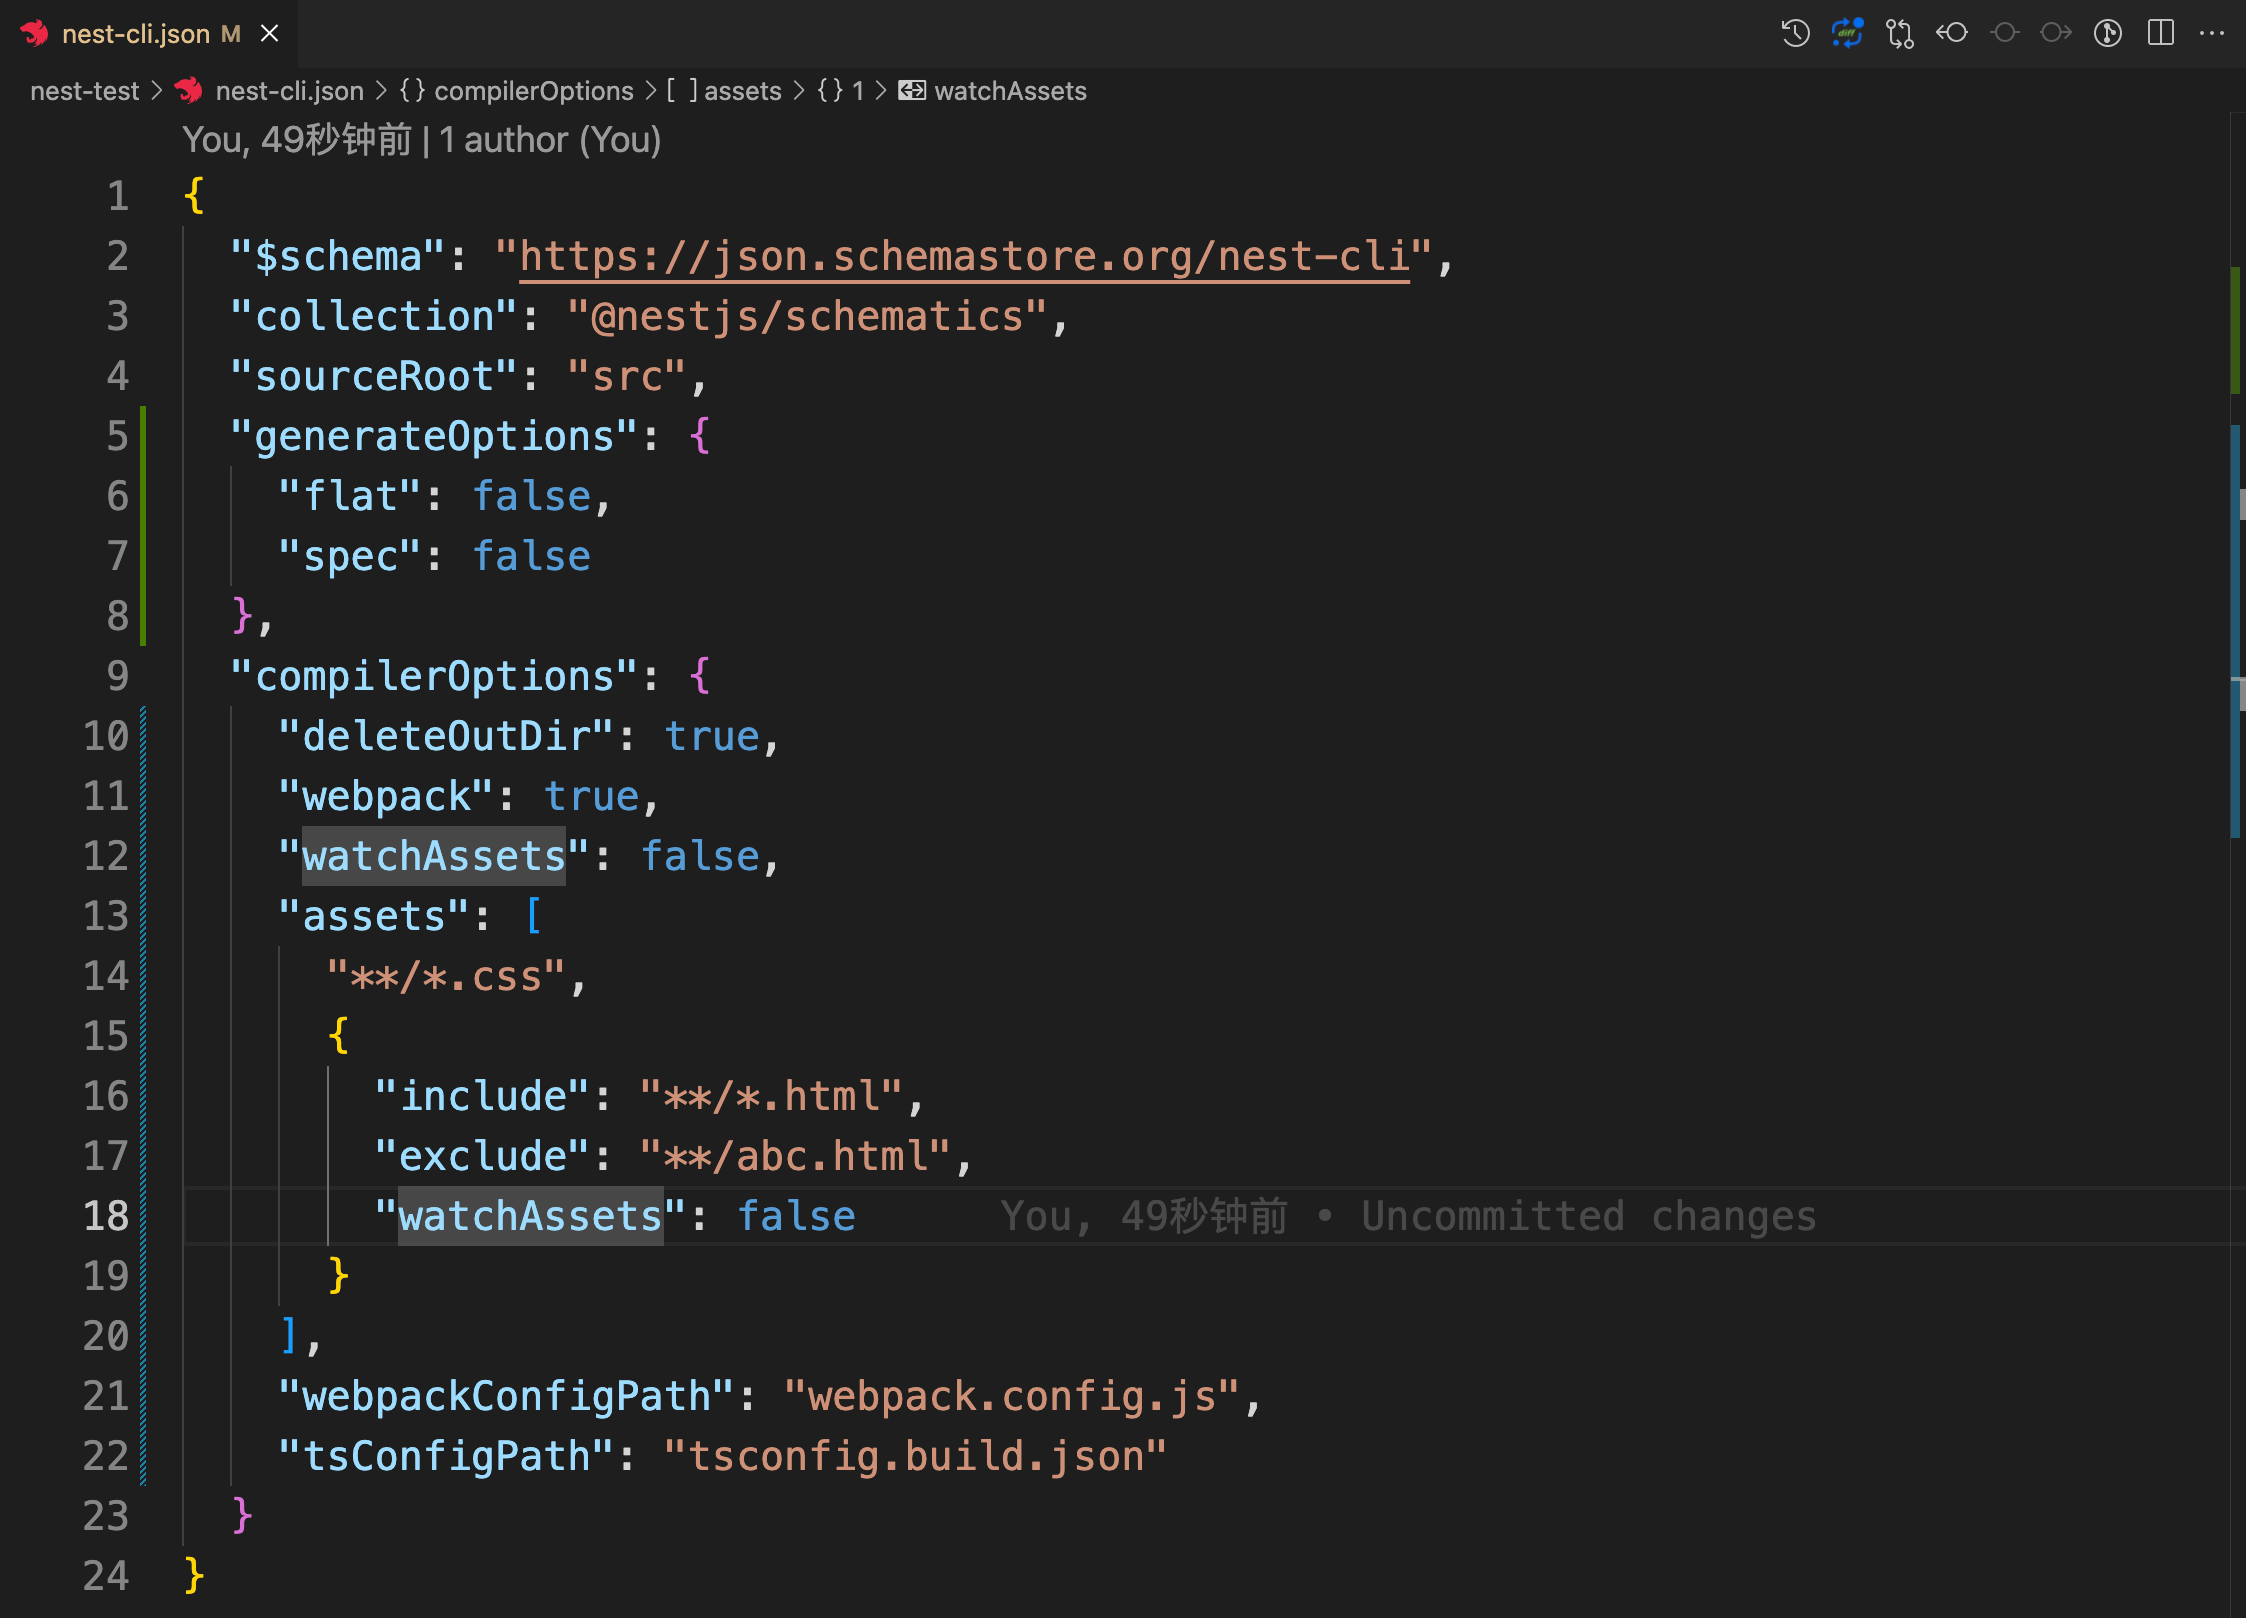 nest-cli.json M
nest-test > nest-cli.json > {} compilerOptions > [ ] assets > {} 1 > watchAssets
You, 49秒钟前 | 1 author (You)
1 {
2   "$schema": "https://json.schemastore.org/nest-cli",
3   "collection": "@nestjs/schematics",
4   "sourceRoot": "src",
5   "generateOptions": {
6     "flat": false,
7     "spec": false
8   },
9   "compilerOptions": {
10     "deleteOutDir": true,
11     "webpack": true,
12     "watchAssets": false,
13     "assets": [
14       "**/*.css",
15       {
16         "include": "**/*.html",
17         "exclude": "**/abc.html",
18         "watchAssets": false      You, 49秒钟前 • Uncommitted changes
19       }
20     ],
21     "webpackConfigPath": "webpack.config.js",
22     "tsConfigPath": "tsconfig.build.json"
23   }
24 }